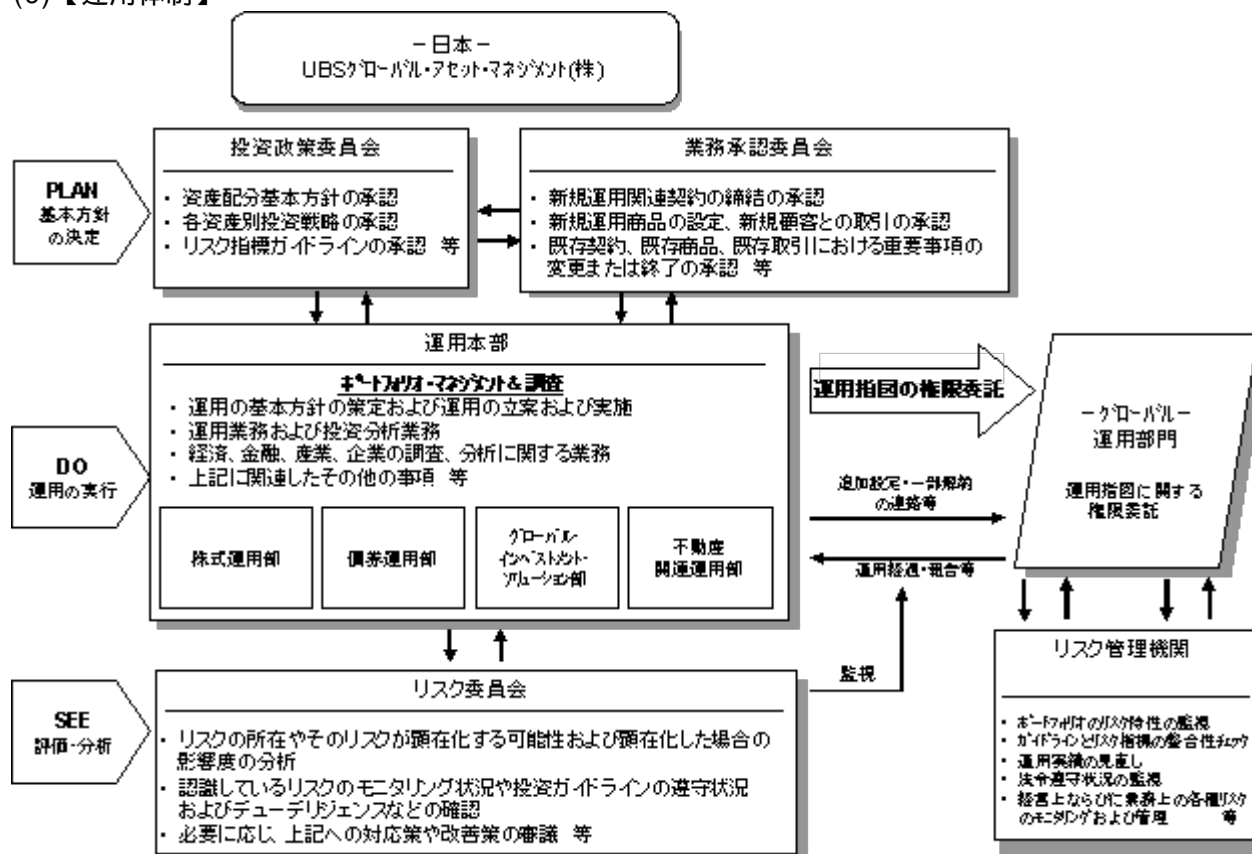 (3)【運用体制】
－日本－
UBSｸﾞﾛｰﾊﾞﾙ･ｱｾｯﾄ･ﾏﾈｼﾞﾒﾝﾄ(株)
PLAN
基本方針
の決定
投資政策委員会
・ 資産配分基本方針の承認
・ 各資産別投資戦略の承認
・ リスク指標ガイドラインの承認 等
業務承認委員会
・ 新規運用関連契約の締結の承認
・ 新規運用商品の設定、新規顧客との取引の承認
・ 既存契約、既存商品、既存取引における重要事項の
変更または終了の承認 等
DO
運用の実行
運用本部
ﾎﾟｰﾄﾌｫﾘｵ･ﾏﾈｼﾞﾒﾝﾄ＆調査
・ 運用の基本方針の策定および運用の立案および実施
・ 運用業務および投資分析業務
・ 経済、金融、産業、企業の調査、分析に関する業務
・ 上記に関連したその他の事項 等
株式運用部
債券運用部
ｸﾞﾛｰﾊﾞﾙ･
ｲﾝﾍﾞｽﾄﾒﾝﾄ･
ｿﾘｭｰｼｮﾝ部
不動産
関連運用部
運用指図の権限委託
追加設定・一部解約
の連絡等
運用経過・報告等
監視
－ｸﾞﾛｰﾊﾞﾙ－
運用部門
運用指図に関する
権限委託
SEE
評価・分析
リスク委員会
・ リスクの所在やそのリスクが顕在化する可能性および顕在化した場合の
影響度の分析
・ 認識しているリスクのモニタリング状況や投資ガイドラインの遵守状況
およびデューデリジェンスなどの確認
・ 必要に応じ、上記への対応策や改善策の審議 等
リスク管理機関
・ ﾎﾟｰﾄﾌｫﾘｵのﾘｽｸ特性の監視
・ ｶﾞｲﾄﾞﾗｲﾝとﾘｽｸ指標の整合性ﾁｪｯｸ
・ 運用実績の見直し
・ 法令遵守状況の監視
・ 経営上ならびに業務上の各種ﾘｽｸ
のﾓﾆﾀﾘﾝｸﾞおよび管理 等